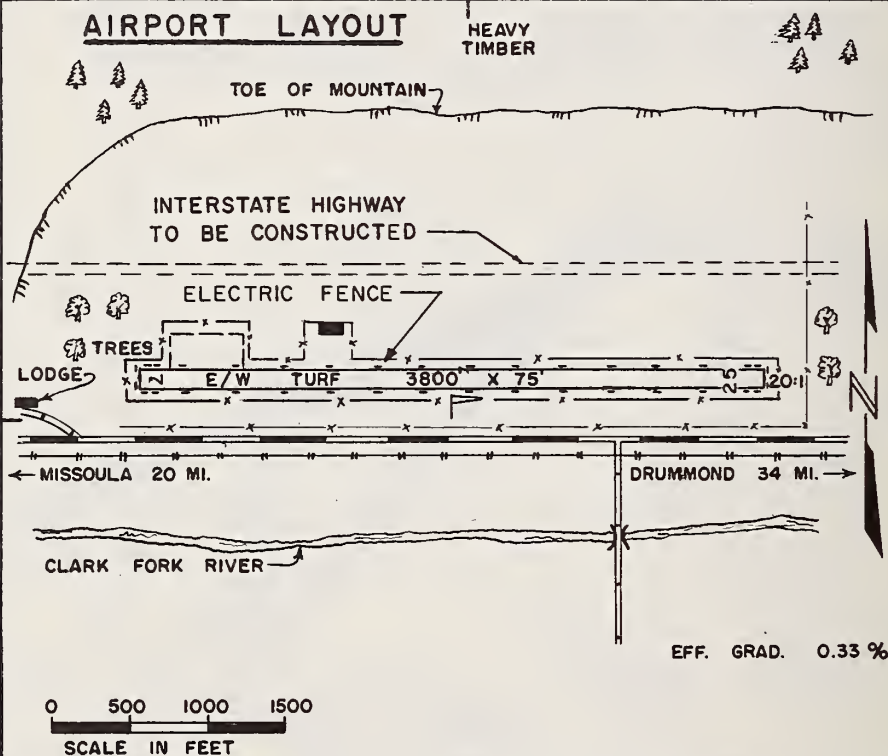 AIRPORT LAYOUT
HEAVY
TIMBER
TOE OF MOUNTAIN
INTERSTATE HIGHWAY
TO BE CONSTRUCTED
ELECTRIC FENCE
TREES
LODGE
E/W TURF 3800' X 75'
25
20:1
N
MISSOULA 20 MI.
DRUMMOND 34 MI.
CLARK FORK RIVER
EFF. GRAD. 0.33 %
0 500 1000 1500
SCALE IN FEET